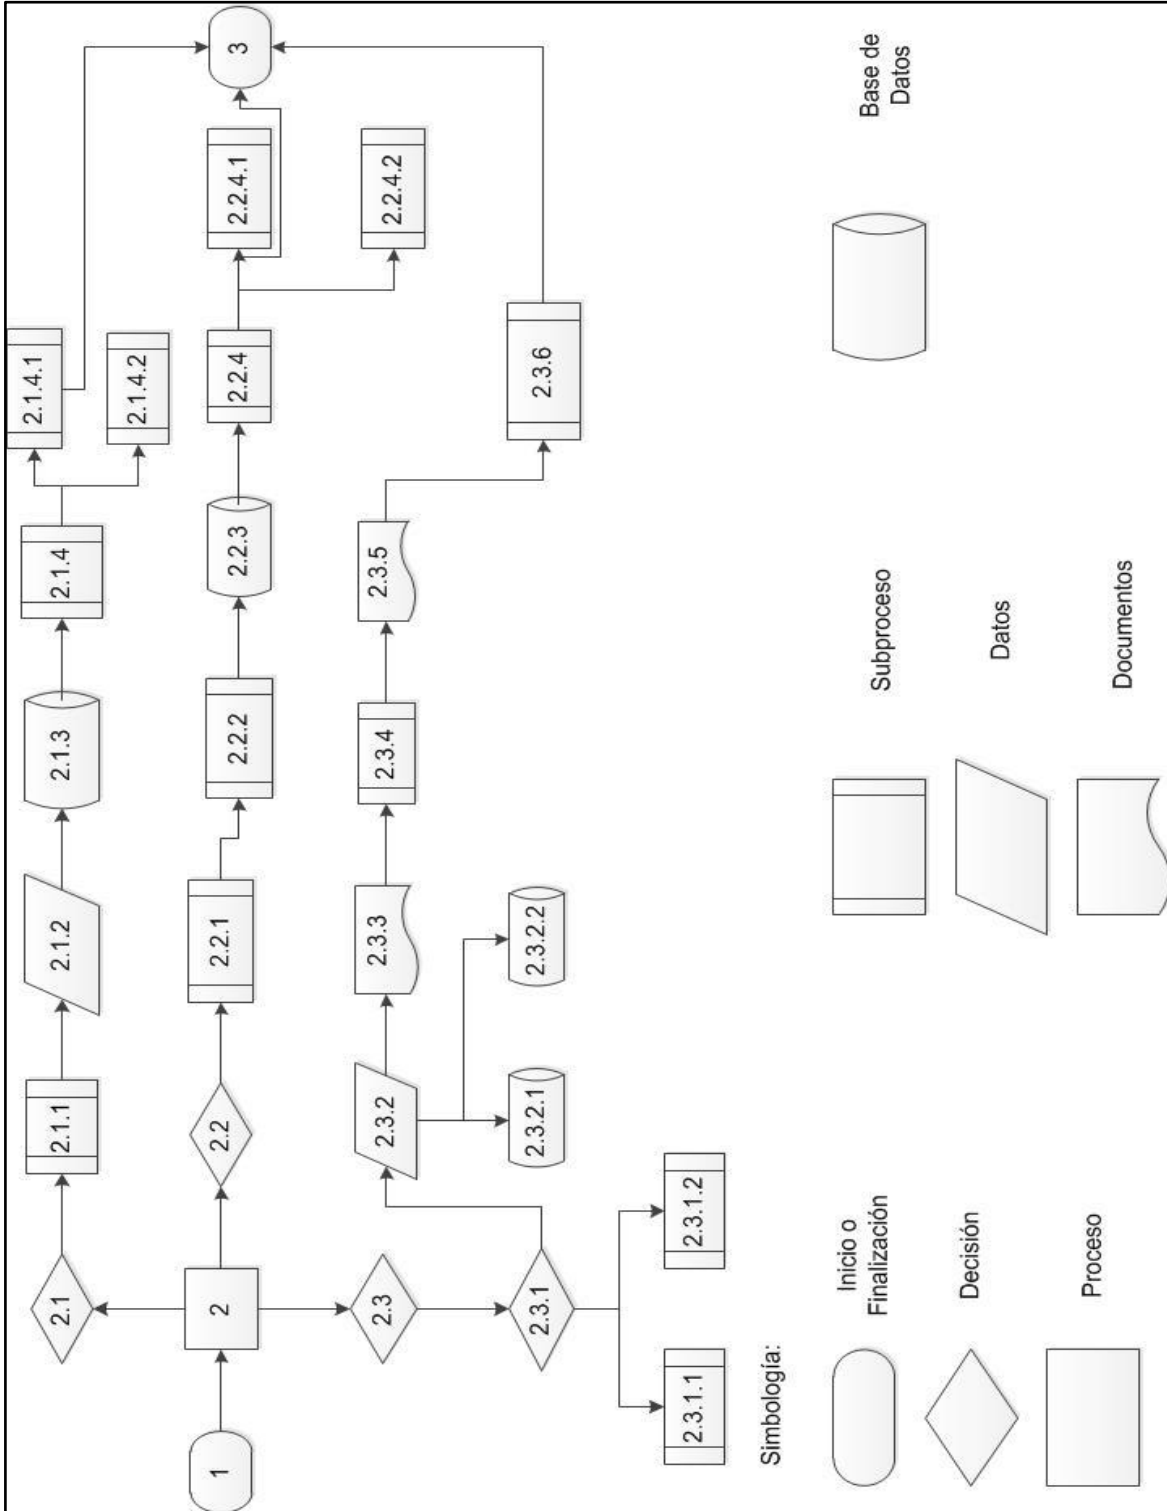 2.1
2.1.1
2.1.2
2.1.3
2.1.4
2.1.4.1
2.1.4.2
1
2
2.2
2.2.1
2.2.2
2.2.3
2.2.4
2.2.4.1
2.2.4.2
3
2.3
2.3.1
2.3.1.1
2.3.1.2
2.3.2
2.3.2.1
2.3.2.2
2.3.3
2.3.4
2.3.5
2.3.6
Simbología:
Inicio o
Finalización
Decisión
Proceso
Subproceso
Datos
Documentos
Base de
Datos